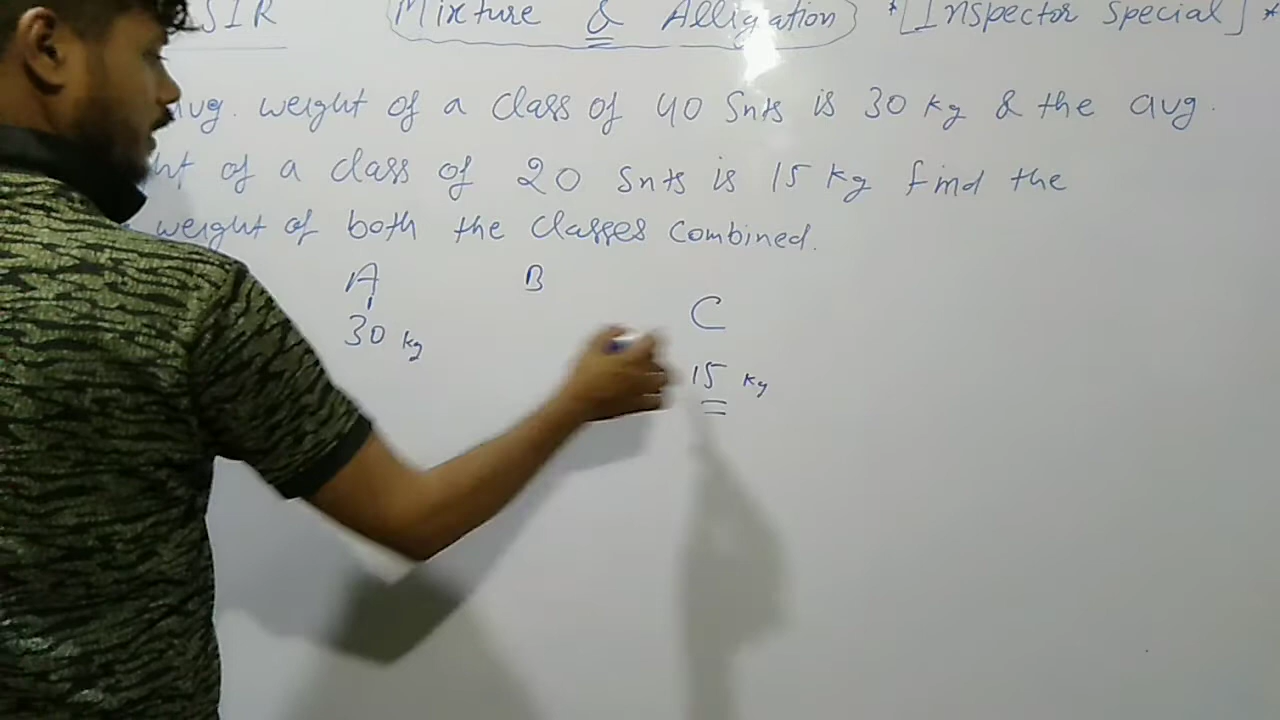 SIR (Mixture & Alligation) * [Inspector Special] *
Avg. weight of a class of 40 Snts is 30 kg & the avg.
ht of a class of 20 Snts is 15 kg find the
weight of both the classes combined.
A B
C
30 kg
15 kg